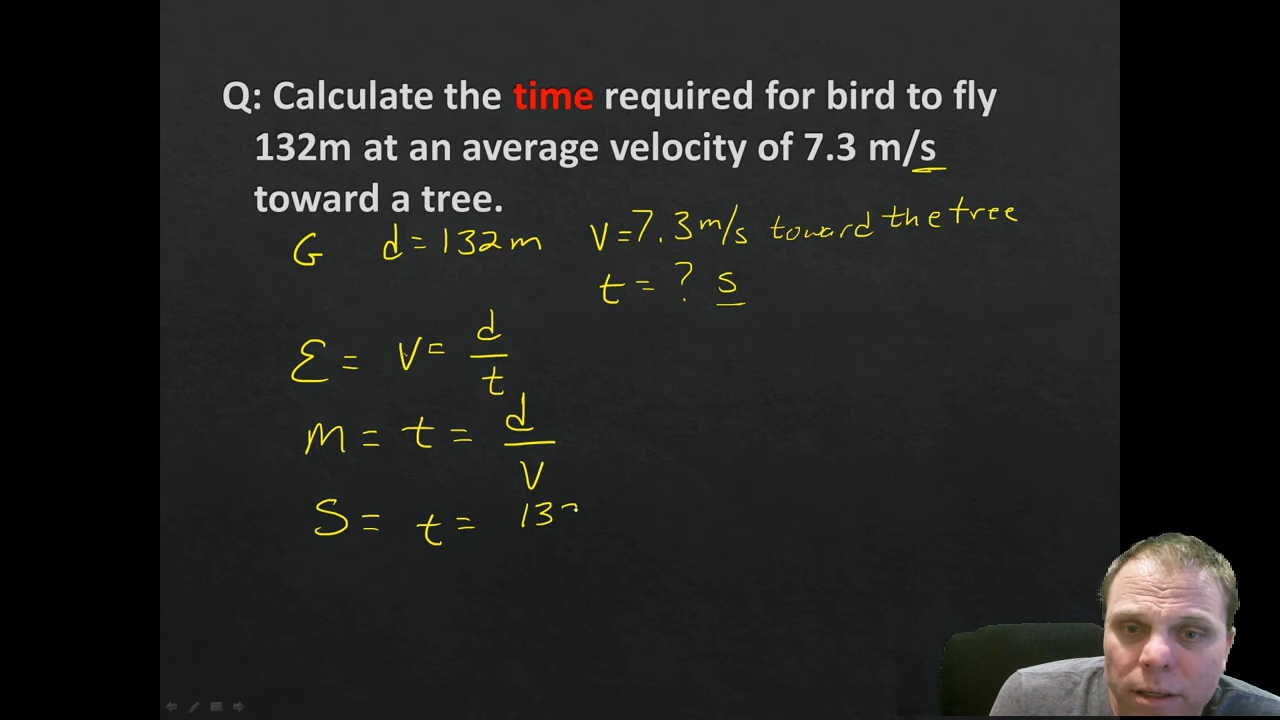 Q: Calculate the time required for bird to fly
132m at an average velocity of 7.3 m/s
toward a tree.
G d = 132m v = 7.3 m/s toward the tree
t = ? s
E = v = d/t
m = t = d/v
S = t = 13